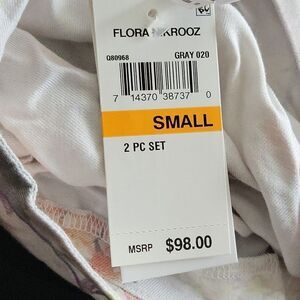 FLORA NIKROOZ
Q80968 GRAY 020
7 14370 38737 0
SMALL
2 PC SET
MSRP $98.00